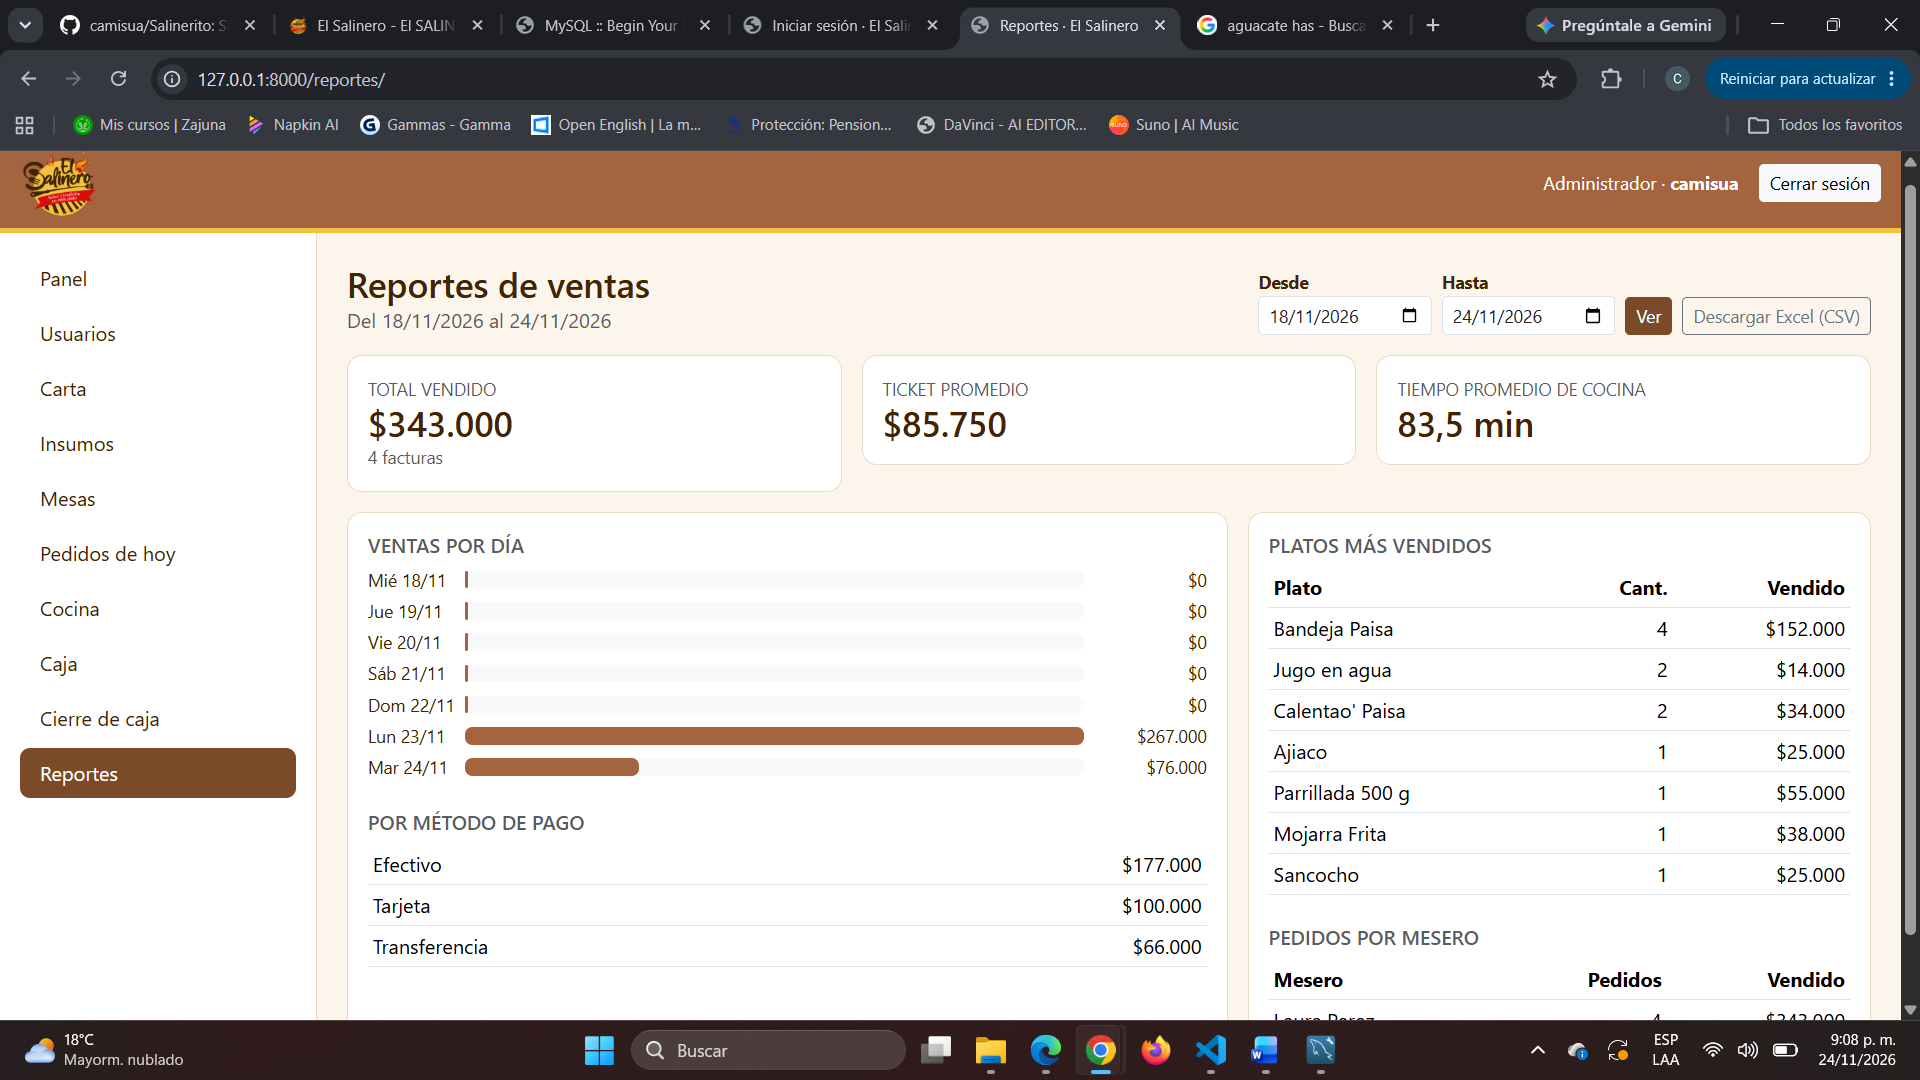 camisua/Salinerito: S
El Salinero - El SALIN
MySQL :: Begin Your
Iniciar sesión · El Salin
Reportes · El Salinero
aguacate has - Busca
Pregúntale a Gemini
127.0.0.1:8000/reportes/
C
Reiniciar para actualizar
Mis cursos | Zajuna
Napkin AI
Gammas - Gamma
Open English | La m...
Protección: Pension...
DaVinci - AI EDITOR...
Suno | AI Music
Todos los favoritos
El Salinero
Administrador · camisua
Cerrar sesión
Panel
Usuarios
Carta
Insumos
Mesas
Pedidos de hoy
Cocina
Caja
Cierre de caja
Reportes
Reportes de ventas
Del 18/11/2026 al 24/11/2026
Desde
18/11/2026
Hasta
24/11/2026
Ver
Descargar Excel (CSV)
TOTAL VENDIDO
$343.000
4 facturas
TICKET PROMEDIO
$85.750
TIEMPO PROMEDIO DE COCINA
83,5 min
VENTAS POR DÍA
Mié 18/11 $0
Jue 19/11 $0
Vie 20/11 $0
Sáb 21/11 $0
Dom 22/11 $0
Lun 23/11 $267.000
Mar 24/11 $76.000
POR MÉTODO DE PAGO
Efectivo $177.000
Tarjeta $100.000
Transferencia $66.000
PLATOS MÁS VENDIDOS
Plato Cant. Vendido
Bandeja Paisa 4 $152.000
Jugo en agua 2 $14.000
Calentao' Paisa 2 $34.000
Ajiaco 1 $25.000
Parrillada 500 g 1 $55.000
Mojarra Frita 1 $38.000
Sancocho 1 $25.000
PEDIDOS POR MESERO
Mesero Pedidos Vendido
Laura Perez 4 $343.000
18°C
Mayorm. nublado
Buscar
ESP
LAA
9:08 p. m.
24/11/2026